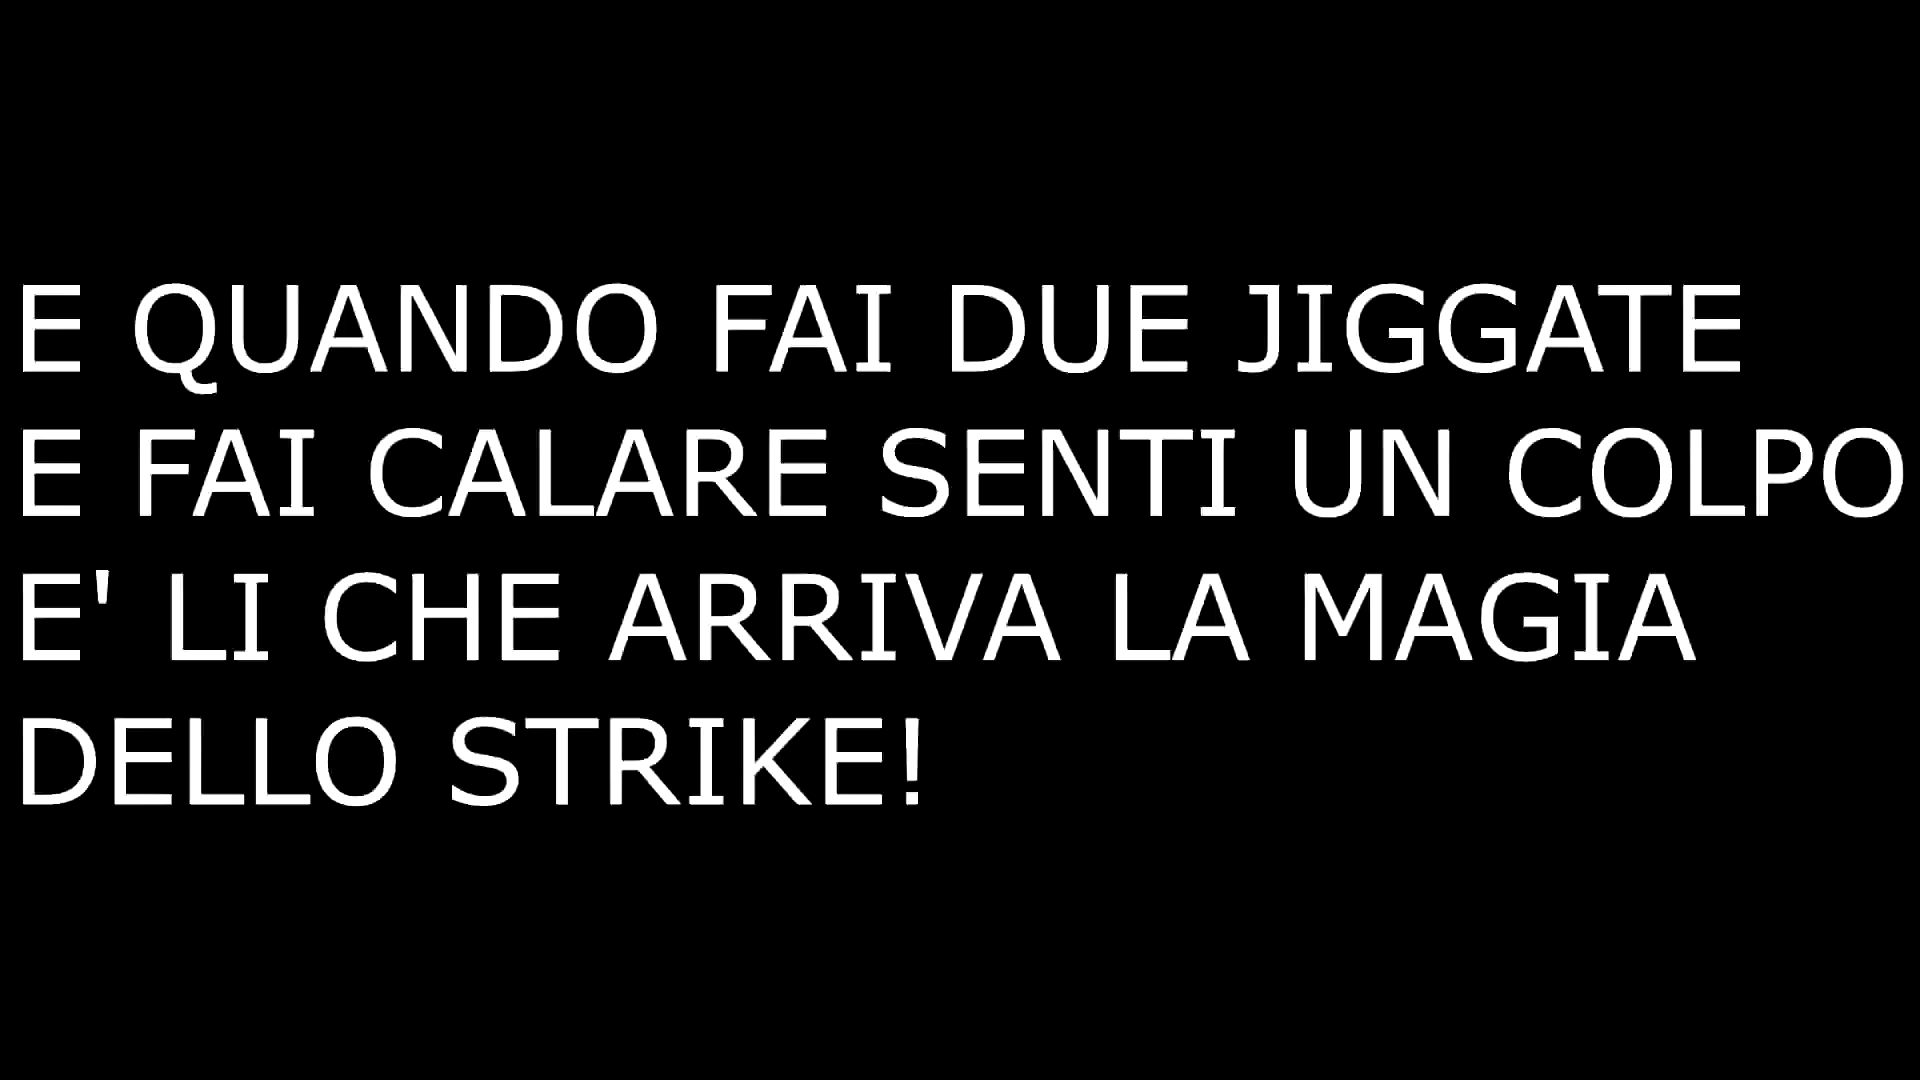 E QUANDO FAI DUE JIGGATE
E FAI CALARE SENTI UN COLPO
E' LI CHE ARRIVA LA MAGIA
DELLO STRIKE!